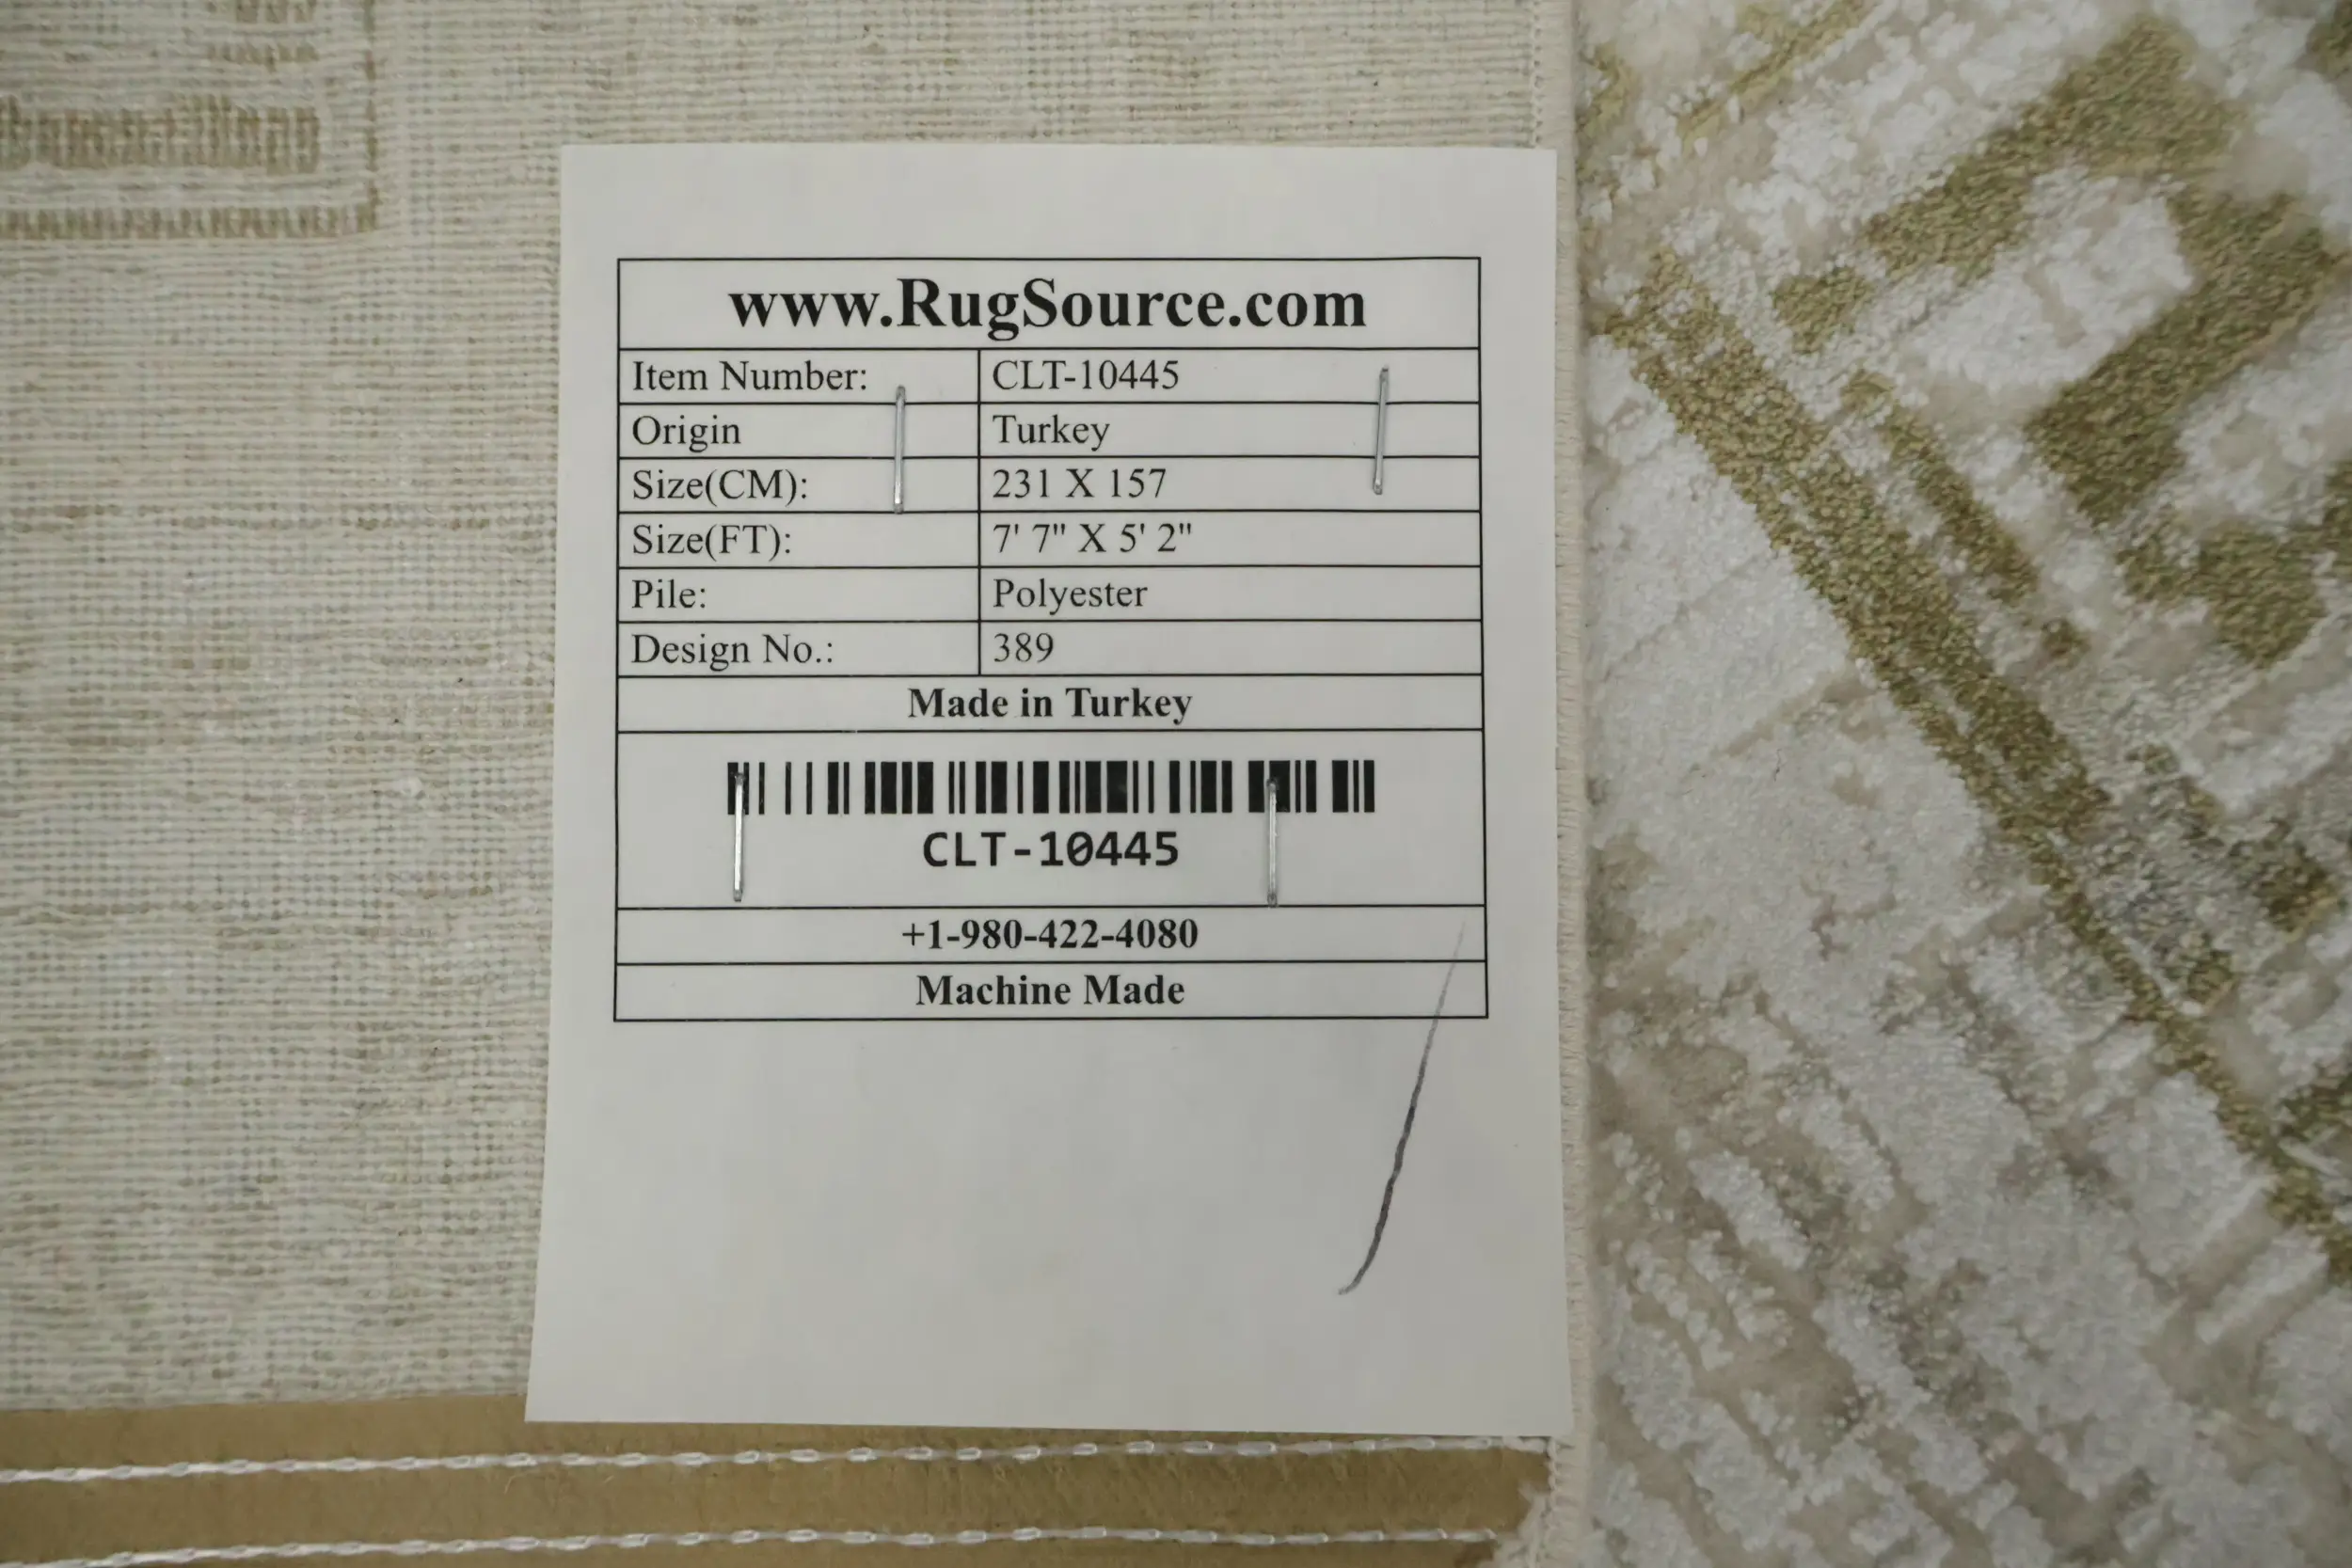 www.RugSource.com
Item Number: CLT-10445
Origin Turkey
Size(CM): 231 X 157
Size(FT): 7' 7" X 5' 2"
Pile: Polyester
Design No.: 389
Made in Turkey
CLT-10445
+1-980-422-4080
Machine Made